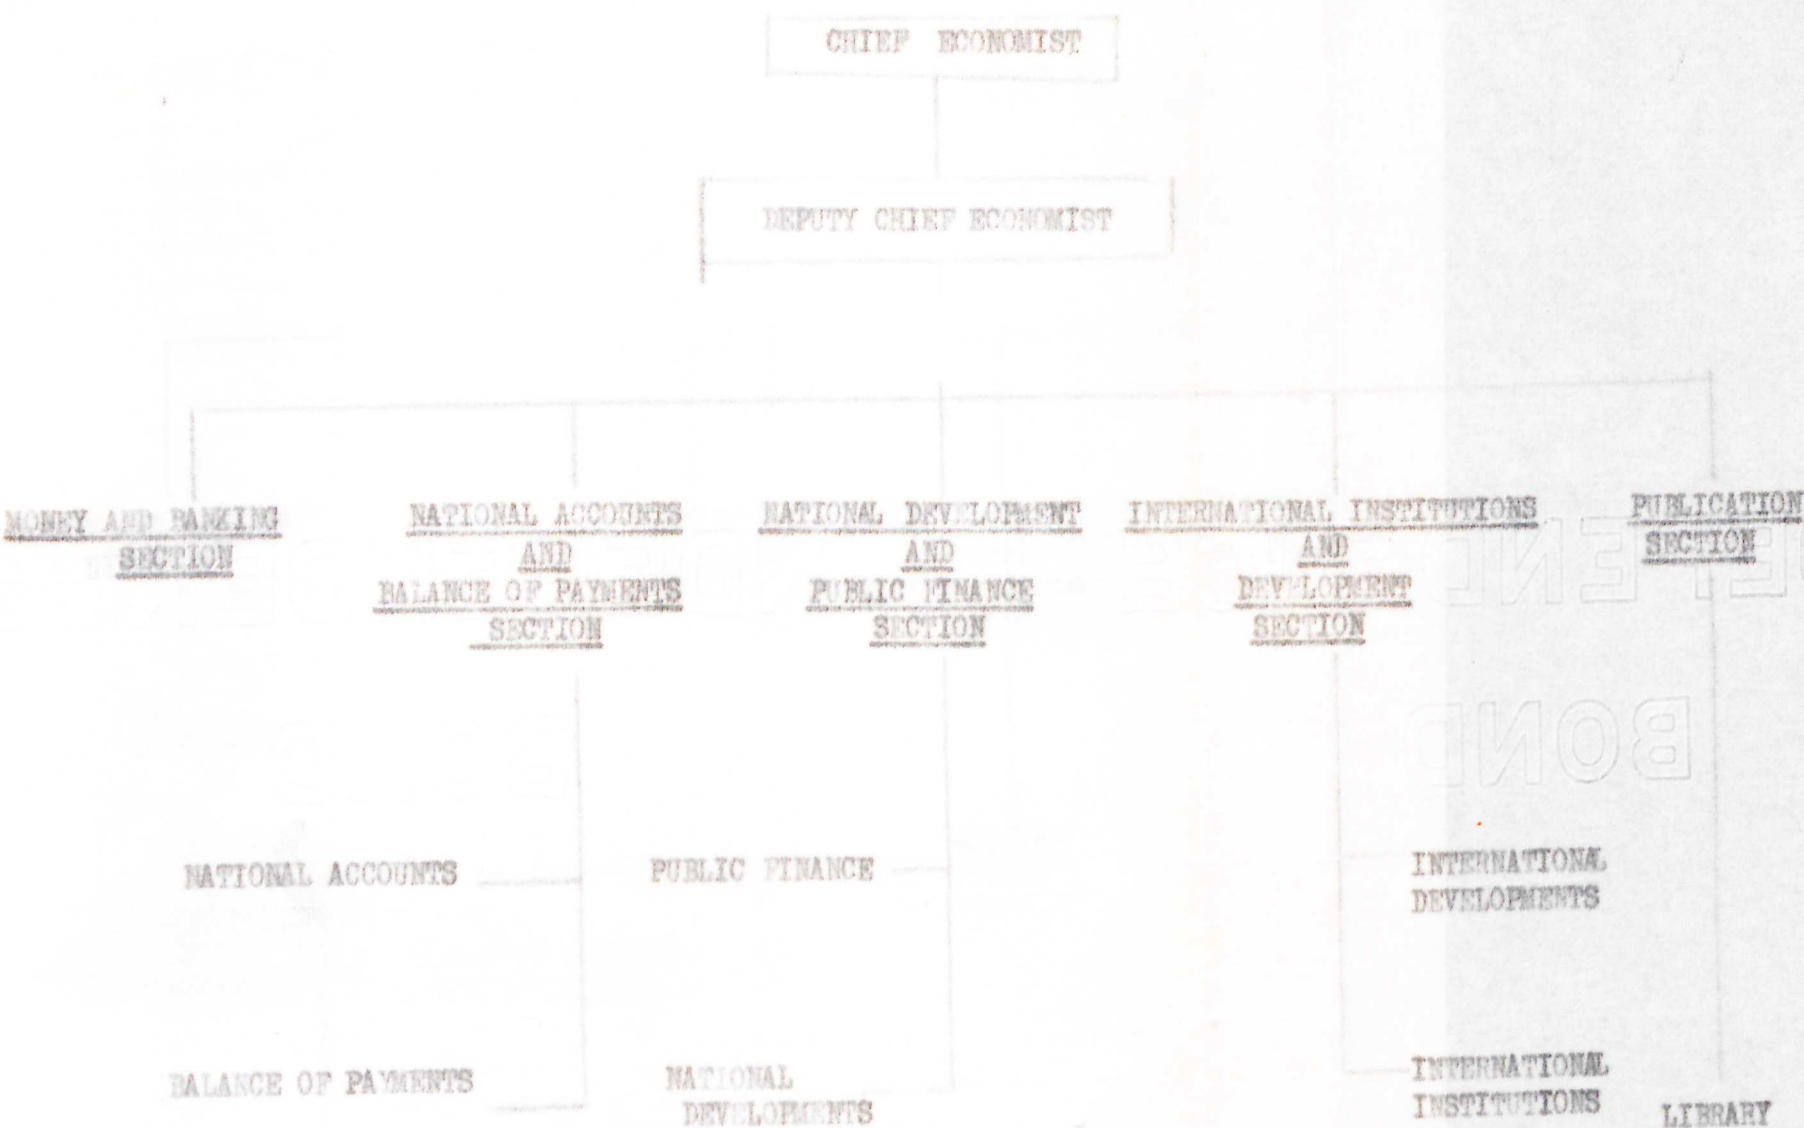 CHIEF ECONOMIST
DEPUTY CHIEF ECONOMIST
MONEY AND BANKING
SECTION
NATIONAL ACCOUNTS
AND
BALANCE OF PAYMENTS
SECTION
NATIONAL DEVELOPMENT
AND
PUBLIC FINANCE
SECTION
INTERNATIONAL INSTITUTIONS
AND
DEVELOPMENT
SECTION
PUBLICATION
SECTION
BOND
NATIONAL ACCOUNTS
PUBLIC FINANCE
INTERNATIONAL
DEVELOPMENTS
BALANCE OF PAYMENTS
NATIONAL
DEVELOPMENTS
INTERNATIONAL
INSTITUTIONS
LIBRARY